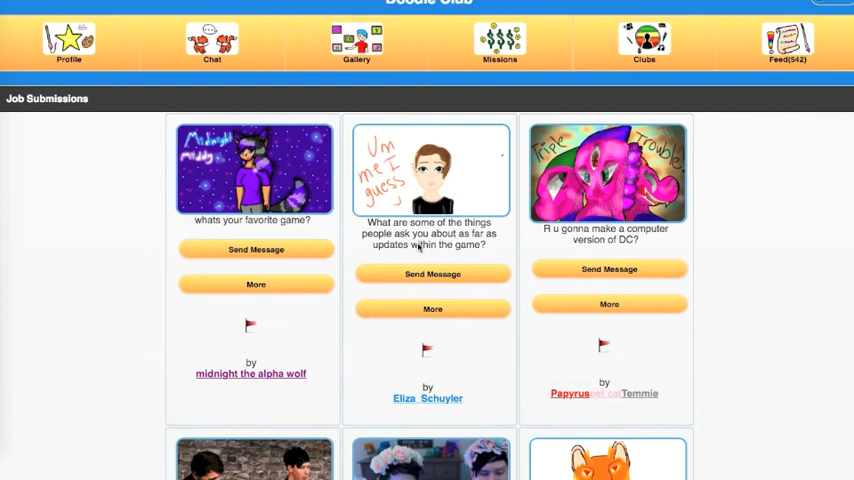 Doodle Club
Profile
Chat
Gallery
Missions
Clubs
Feed(542)
Job Submissions
Midnight
middy
whats your favorite game?
Send Message
More
by
midnight the alpha wolf
Um
me I
guess
What are some of the things
people ask you about as far as
updates within the game?
Send Message
More
by
Eliza_Schuyler
Triple
Trouble
R u gonna make a computer
version of DC?
Send Message
More
by
Papyruspet catTemmie